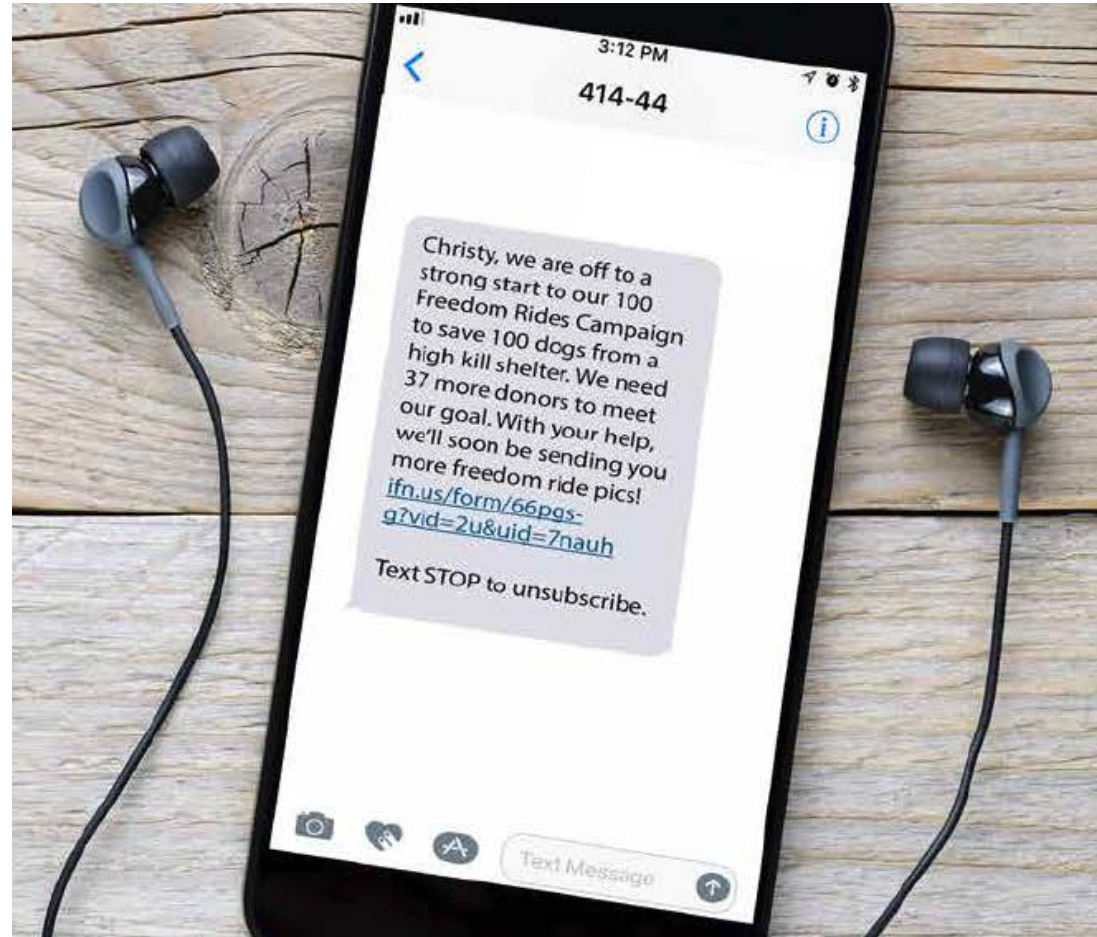 3:12 PM
414-44
Christy, we are off to a
strong start to our 100
Freedom Rides Campaign
to save 100 dogs from a
high kill shelter. We need
37 more donors to meet
our goal. With your help,
we'll soon be sending you
more freedom ride pics!
ifn.us/form/66pgs-
g?vid=2u&uid=7nauh
Text STOP to unsubscribe.
Text Message